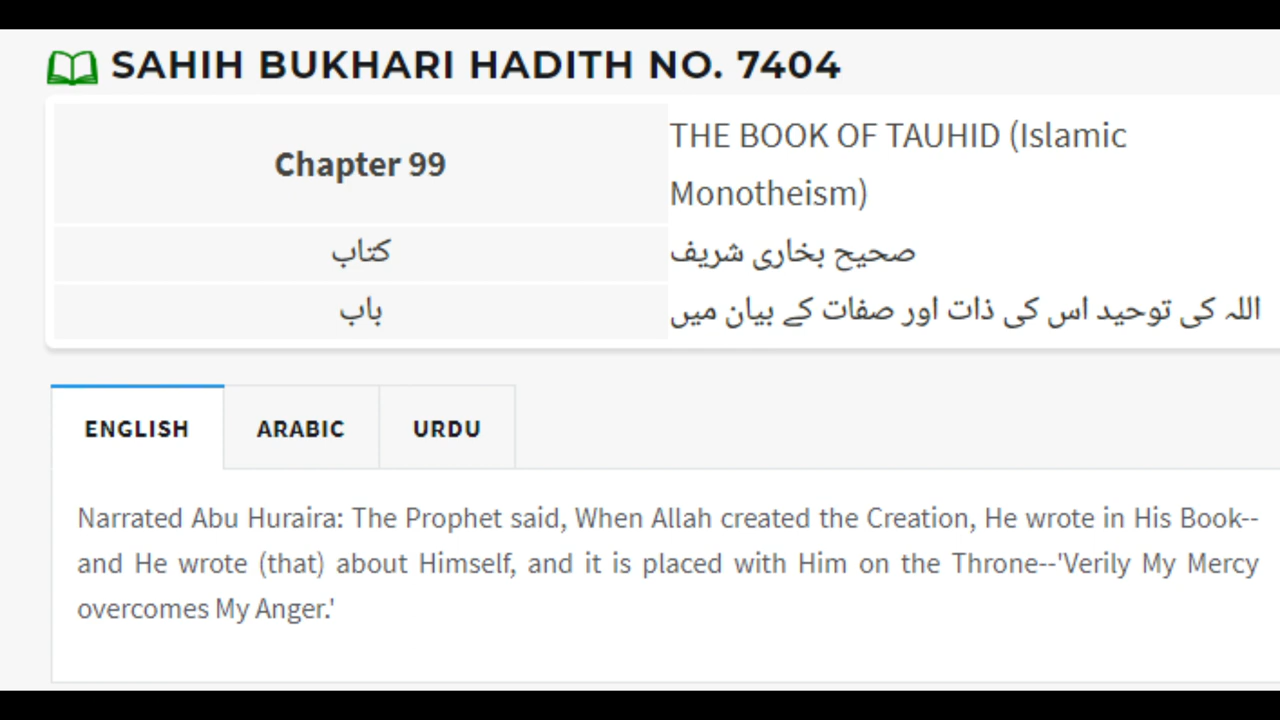 SAHIH BUKHARI HADITH NO. 7404
Chapter 99
THE BOOK OF TAUHID (Islamic
Monotheism)
کتاب
صحیح بخاری شریف
باب
اللہ کی توحید اس کی ذات اور صفات کے بیان میں
ENGLISH
ARABIC
URDU
Narrated Abu Huraira: The Prophet said, When Allah created the Creation, He wrote in His Book--
and He wrote (that) about Himself, and it is placed with Him on the Throne--'Verily My Mercy
overcomes My Anger.'